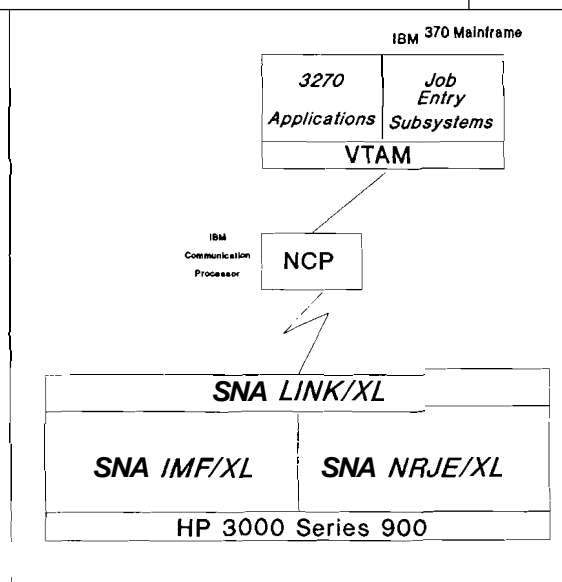 IBM 370 Mainframe
3270 Applications
Job Entry Subsystems
VTAM
IBM
Communication
Processor
NCP
SNA LINK/XL
SNA IMF/XL
SNA NRJE/XL
HP 3000 Series 900